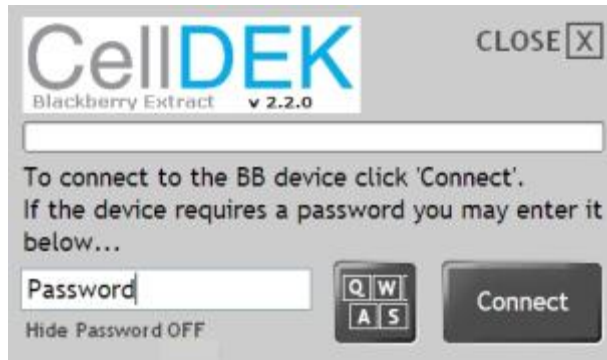 CellDEK
CLOSE X
Blackberry Extract v 2.2.0
To connect to the BB device click 'Connect'.
If the device requires a password you may enter it
below...
Password
Q W
A S
Connect
Hide Password OFF